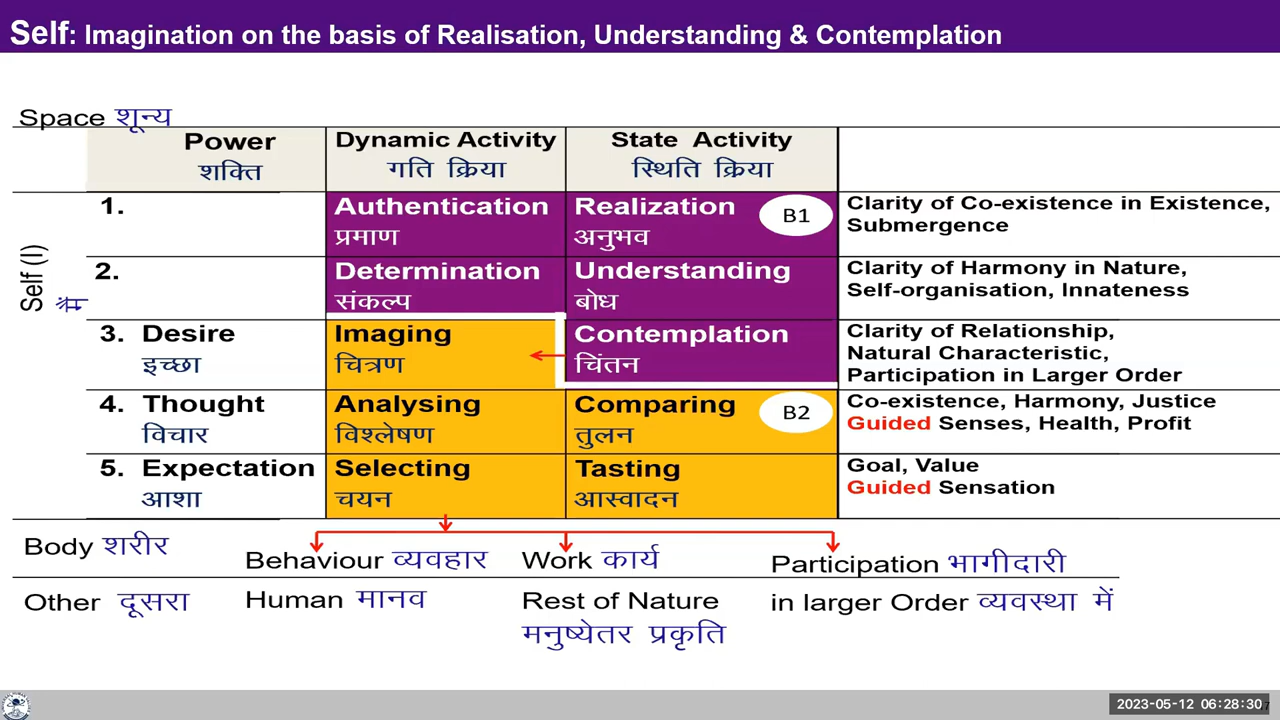 Self: Imagination on the basis of Realisation, Understanding & Contemplation
Space शून्य
Power
शक्ति
Dynamic Activity
गति क्रिया
State Activity
स्थिति क्रिया
Self (I)
मैं
1.
Authentication
प्रमाण
Realization
अनुभव
B1
Clarity of Co-existence in Existence,
Submergence
2.
Determination
संकल्प
Understanding
बोध
Clarity of Harmony in Nature,
Self-organisation, Innateness
3. Desire
इच्छा
Imaging
चित्रण
Contemplation
चिंतन
Clarity of Relationship,
Natural Characteristic,
Participation in Larger Order
4. Thought
विचार
Analysing
विश्लेषण
Comparing
तुलन
B2
Co-existence, Harmony, Justice
Guided Senses, Health, Profit
5. Expectation
आशा
Selecting
चयन
Tasting
आस्वादन
Goal, Value
Guided Sensation
Body शरीर
Behaviour व्यवहार
Work कार्य
Participation भागीदारी
Other दूसरा
Human मानव
Rest of Nature
मनुष्येतर प्रकृति
in larger Order व्यवस्था में
2023-05-12 06:28:30